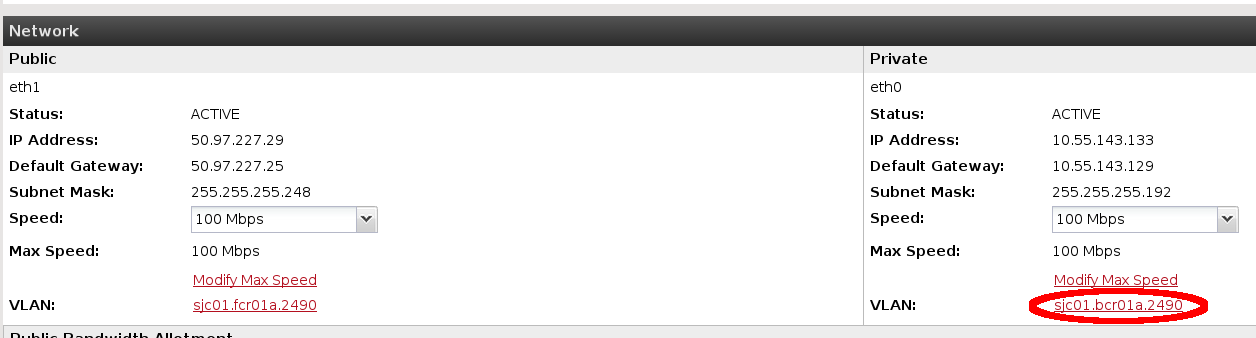 Network
Public
Private
eth1
eth0
Status: ACTIVE
Status: ACTIVE
IP Address: 50.97.227.29
IP Address: 10.55.143.133
Default Gateway: 50.97.227.25
Default Gateway: 10.55.143.129
Subnet Mask: 255.255.255.248
Subnet Mask: 255.255.255.192
Speed: 100 Mbps
Speed: 100 Mbps
Max Speed: 100 Mbps
Max Speed: 100 Mbps
Modify Max Speed
Modify Max Speed
VLAN: sjc01.fcr01a.2490
VLAN: sjc01.bcr01a.2490
Public Bandwidth Allotment